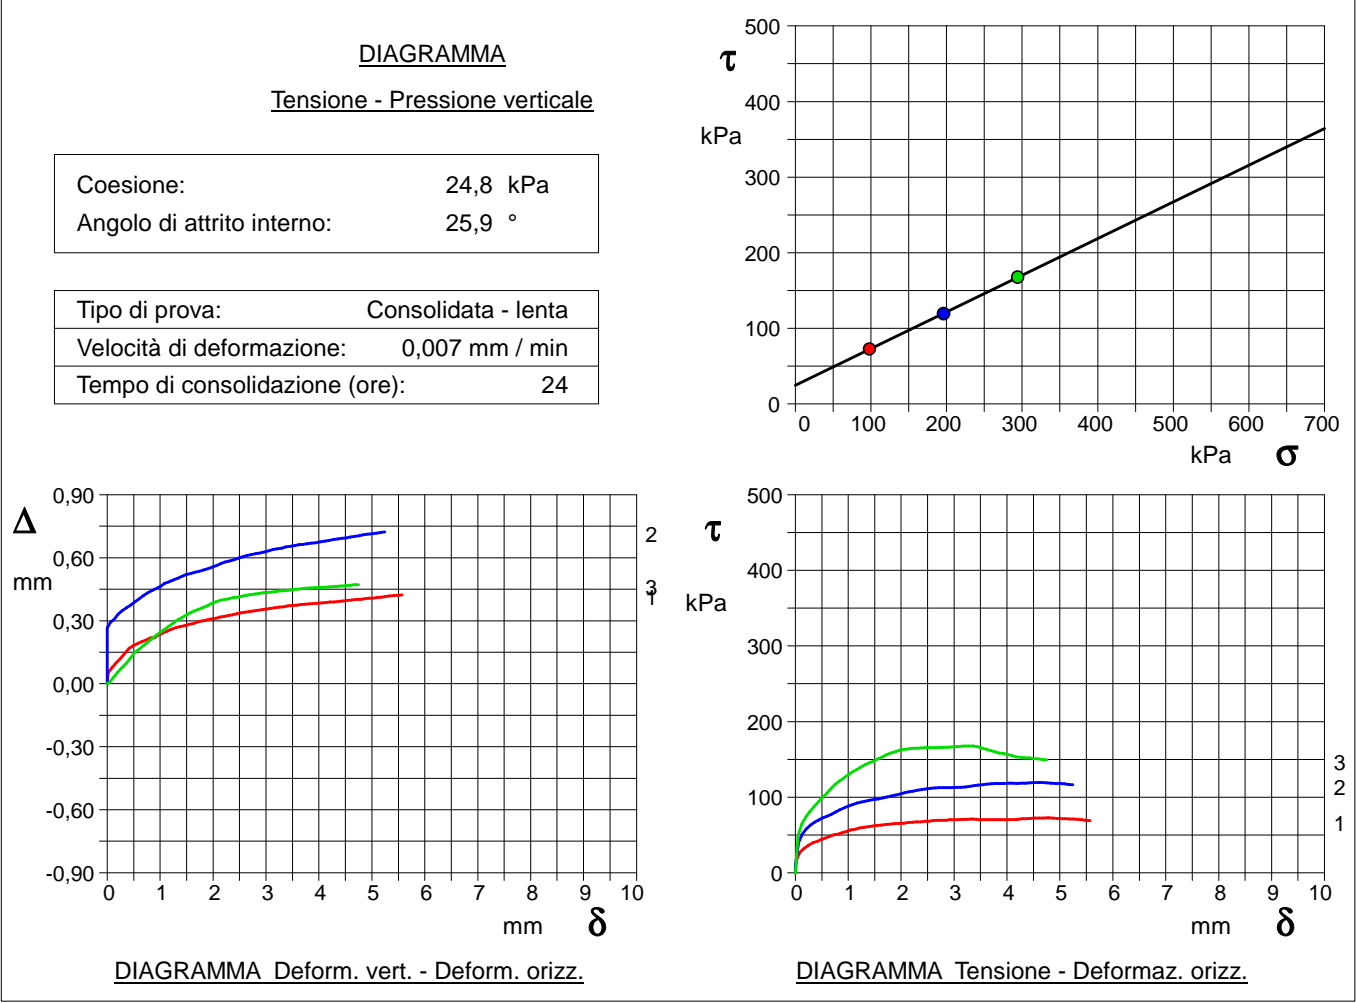 DIAGRAMMA
Tensione - Pressione verticale
Coesione: 24,8 kPa
Angolo di attrito interno: 25,9 °
Tipo di prova: Consolidata - lenta
Velocità di deformazione: 0,007 mm / min
Tempo di consolidazione (ore): 24
500
τ
400
kPa
300
200
100
0
0 100 200 300 400 500 600 700
kPa σ
0,90
Δ
2
0,60
mm
3
1
0,30
0,00
-0,30
-0,60
-0,90
0 1 2 3 4 5 6 7 8 9 10
mm δ
DIAGRAMMA Deform. vert. - Deform. orizz.
500
τ
400
kPa
300
200
3
2
100
1
0
0 1 2 3 4 5 6 7 8 9 10
mm δ
DIAGRAMMA Tensione - Deformaz. orizz.